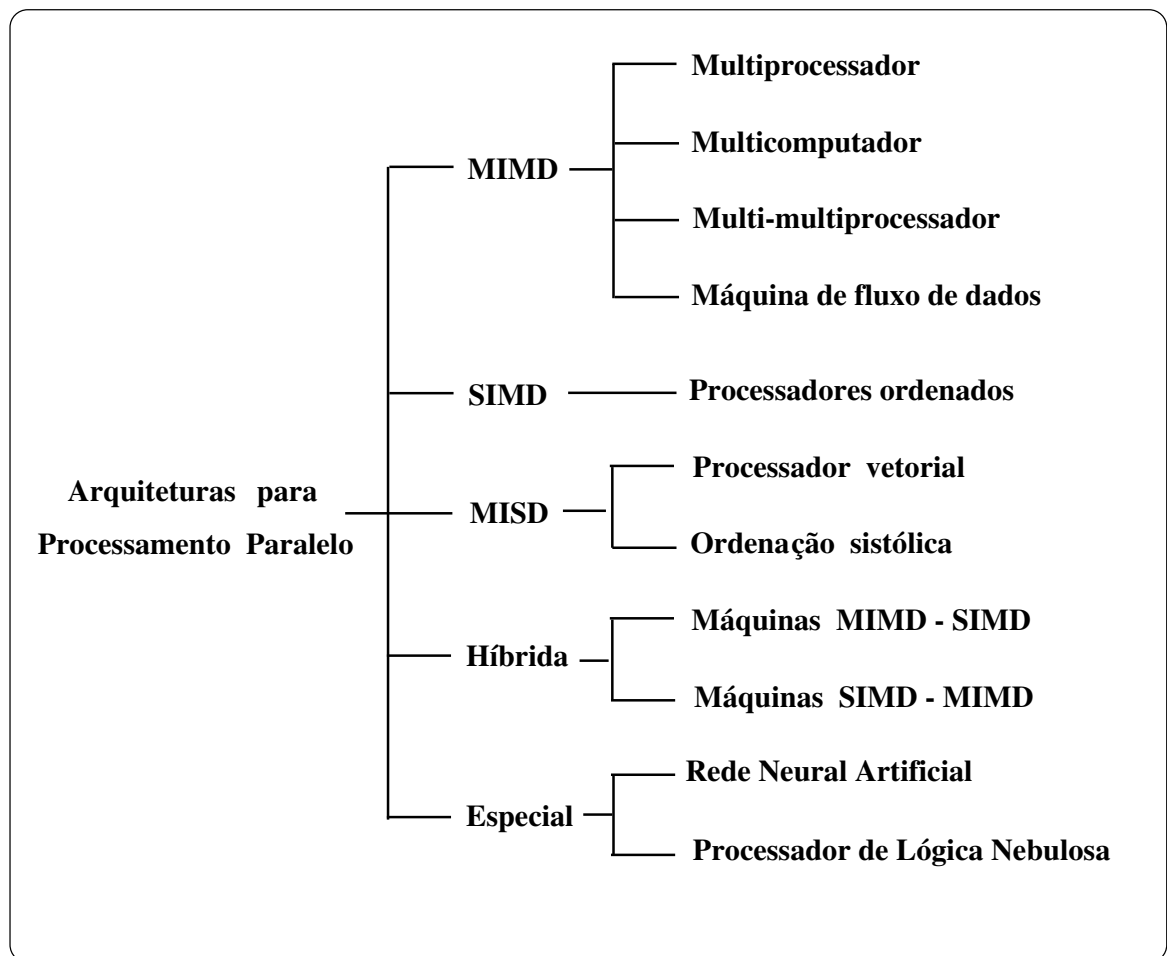 Arquiteturas para
Processamento Paralelo
MIMD
Multiprocessador
Multicomputador
Multi-multiprocessador
Máquina de fluxo de dados
SIMD
Processadores ordenados
MISD
Processador vetorial
Ordenação sistólica
Híbrida
Máquinas MIMD - SIMD
Máquinas SIMD - MIMD
Especial
Rede Neural Artificial
Processador de Lógica Nebulosa